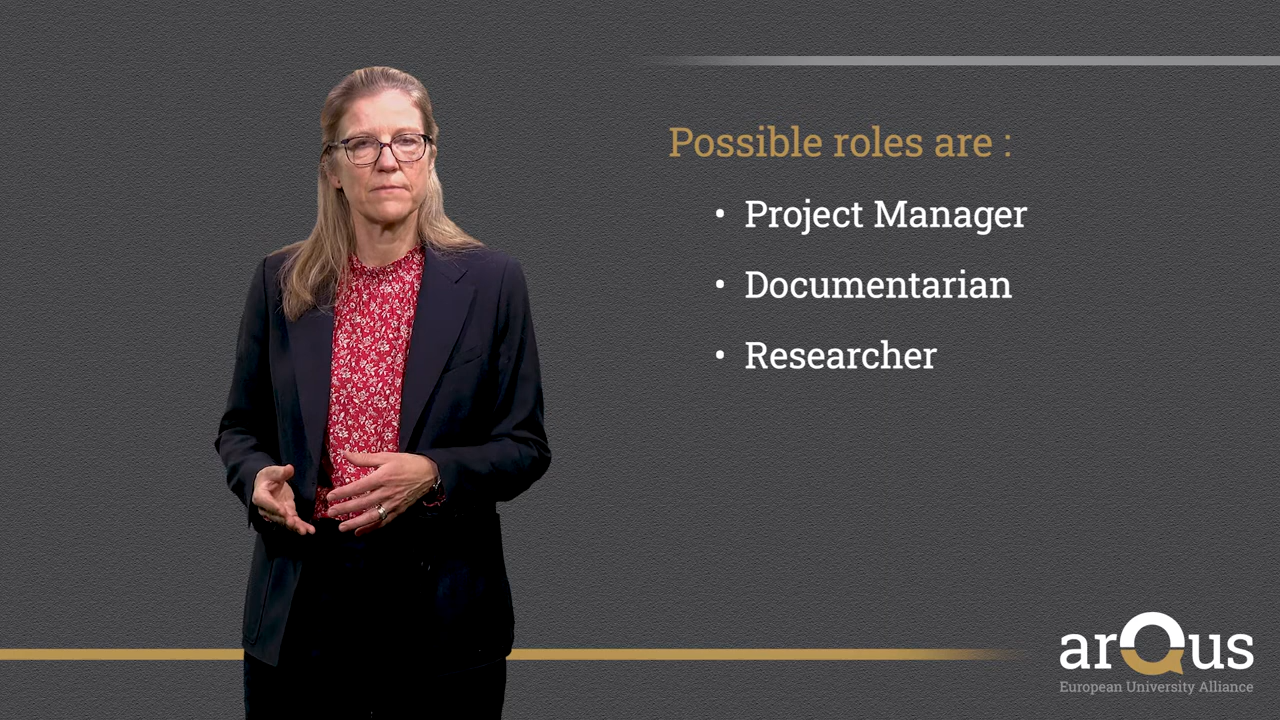 Possible roles are :
• Project Manager
• Documentarian
• Researcher
arQus
European University Alliance